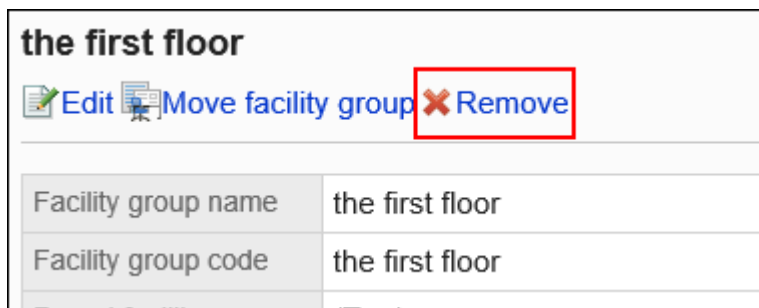 the first floor
Edit Move facility group Remove
Facility group name the first floor
Facility group code the first floor